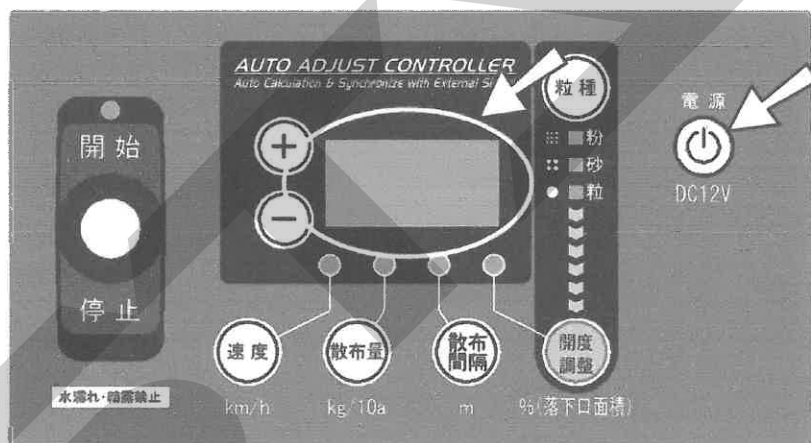 AUTO ADJUST CONTROLLER
Auto Calculation & Synchronize with External
粒種
電源
開始
粉
砂
粒
DC12V
停止
速度
散布量
散布
間隔
開度
調整
水濡れ・結露禁止
km/h
kg/10a
m
%(落下口面積)